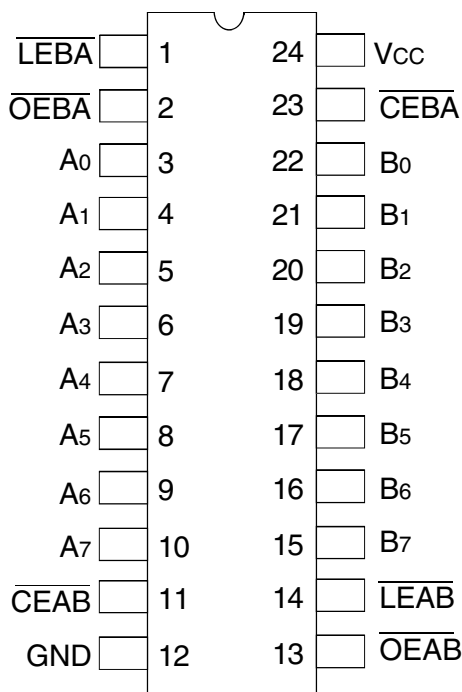 LEBA 1 24 VCC
OEBA 2 23 CEBA
A0 3 22 B0
A1 4 21 B1
A2 5 20 B2
A3 6 19 B3
A4 7 18 B4
A5 8 17 B5
A6 9 16 B6
A7 10 15 B7
CEAB 11 14 LEAB
GND 12 13 OEAB